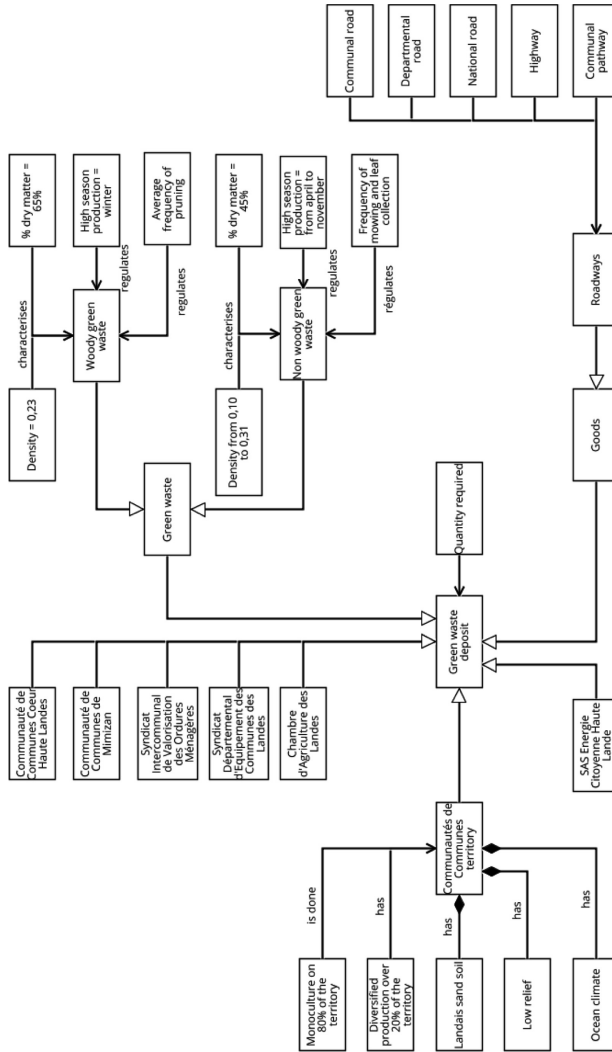 Monoculture on
80% of the
territory
Diversified
production over
20% of the
territory
Landais sand soil
Low relief
Ocean climate
is done
has
has
has
has
Communautés de
Communes
territory
Communauté de
Communes Coeur
Haute Landes
Communauté de
Communes de
Mimizan
Syndicat
Intercommunal
de Valorisation
des Ordures
Ménagères
Syndicat
Départemental
d'Equipement des
Communes des
Landes
Chambre
d'Agriculture des
Landes
SAS Energie
Citoyenne Haute
Lande
Green waste
deposit
Quantity required
Green waste
Goods
Density = 0,23
characterises
% dry matter =
65%
Woody green
waste
regulates
High season
production =
winter
regulates
Average
frequency of
pruning
Density from 0,10
to 0,31
characterises
% dry matter =
45%
Non woody green
waste
regulates
High season
production =
from april to
november
régulates
Frequency of
mowing and leaf
collection
Roadways
Communal road
Departmental
road
National road
Highway
Communal
pathway